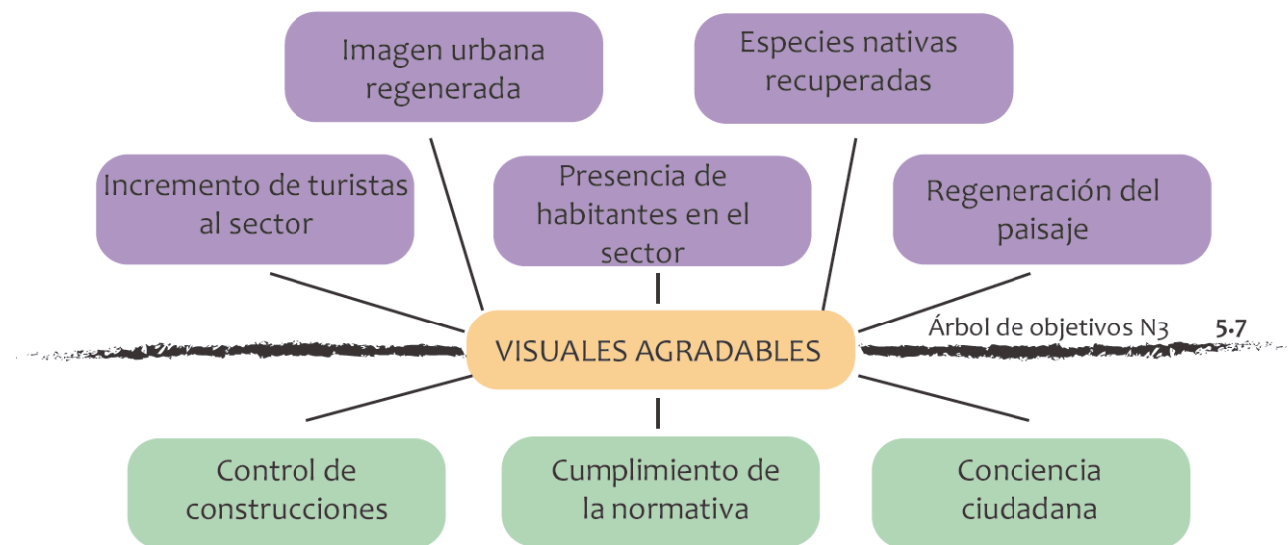 Imagen urbana
regenerada
Especies nativas
recuperadas
Incremento de turistas
al sector
Presencia de
habitantes en el
sector
Regeneración del
paisaje
Árbol de objetivos N3 5.7
VISUALES AGRADABLES
Control de
construcciones
Cumplimiento de
la normativa
Conciencia
ciudadana